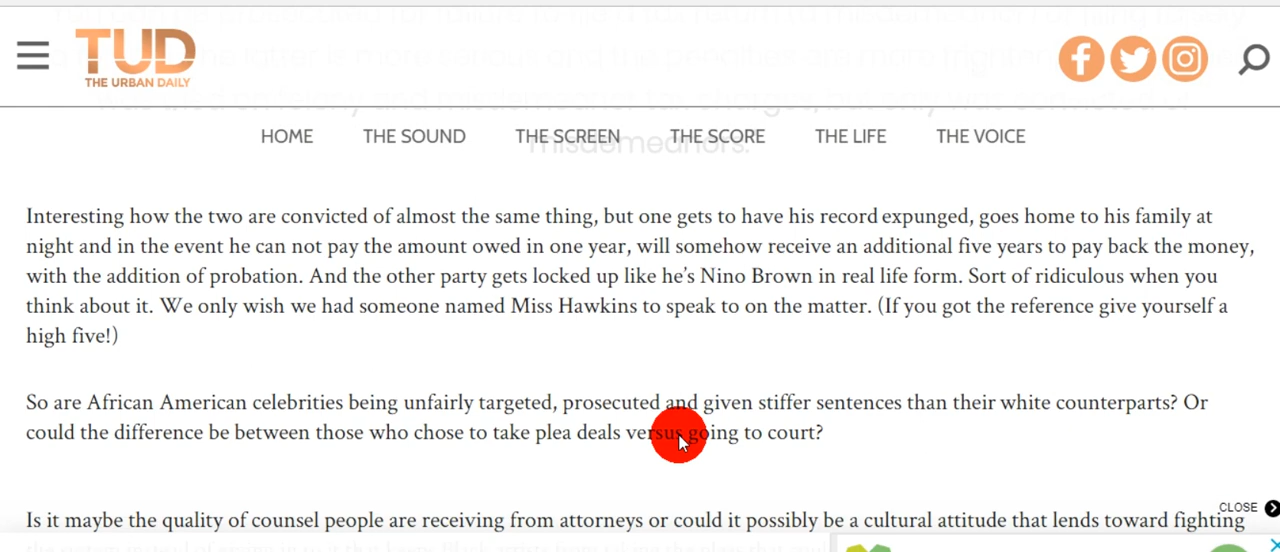 TUD
THE URBAN DAILY
HOME THE SOUND THE SCREEN THE SCORE THE LIFE THE VOICE
misdemeanors.
Interesting how the two are convicted of almost the same thing, but one gets to have his record expunged, goes home to his family at
night and in the event he can not pay the amount owed in one year, will somehow receive an additional five years to pay back the money,
with the addition of probation. And the other party gets locked up like he's Nino Brown in real life form. Sort of ridiculous when you
think about it. We only wish we had someone named Miss Hawkins to speak to on the matter. (If you got the reference give yourself a
high five!)
So are African American celebrities being unfairly targeted, prosecuted and given stiffer sentences than their white counterparts? Or
could the difference be between those who chose to take plea deals versus going to court?
CLOSE
Is it maybe the quality of counsel people are receiving from attorneys or could it possibly be a cultural attitude that lends toward fighting